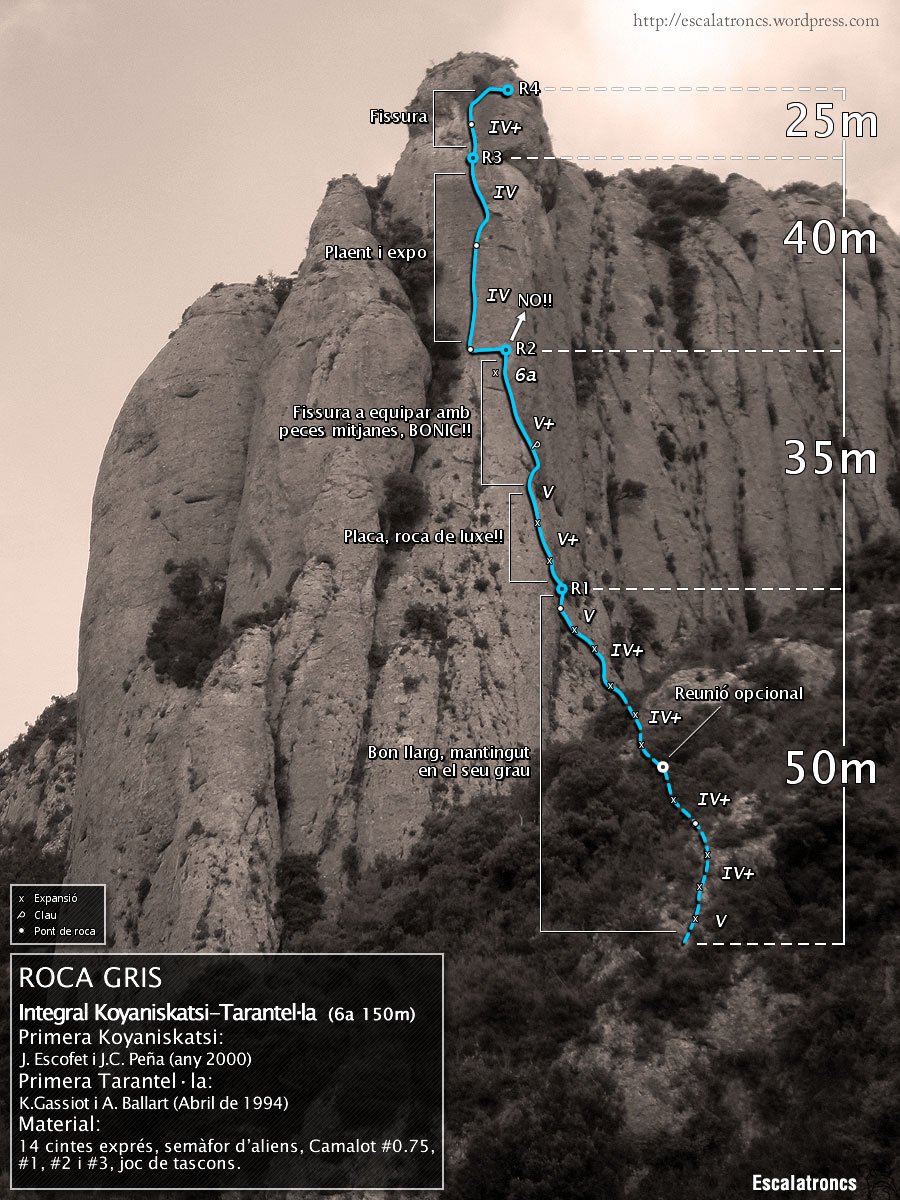 http://escalatroncs.wordpress.com
R4
25m
Fissura
IV+
R3
IV
40m
Plaent i expo
IV
NO!!
R2
6a
Fissura a equipar amb
peces mitjanes, BONIC!!
V+
35m
V
Placa, roca de luxe!!
V+
R1
V
IV+
Reunió opcional
IV+
Bon llarg, mantingut
en el seu grau
50m
IV+
IV+
V
x Expansió
Clau
Pont de roca
ROCA GRIS
Integral Koyaniskatsi-Tarantel·la (6a 150m)
Primera Koyaniskatsi:
J. Escofet i J.C. Peña (any 2000)
Primera Tarantel·la:
K.Gassiot i A. Ballart (Abril de 1994)
Material:
14 cintes exprés, semàfor d'aliens, Camalot #0.75,
#1, #2 i #3, joc de tascons.
Escalatroncs